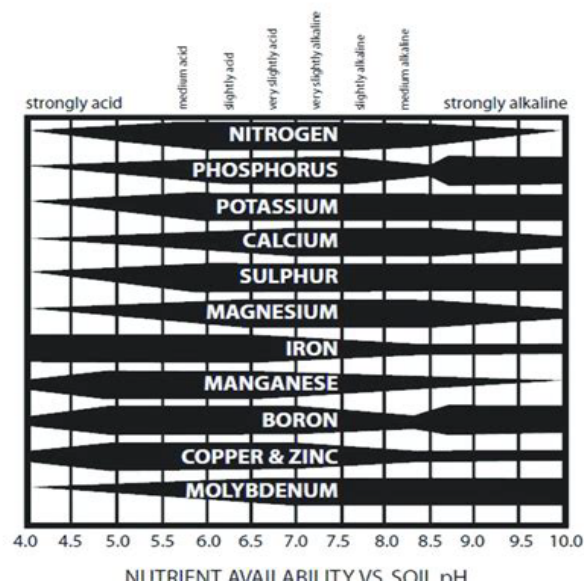 medium acid
slightly acid
very slightly acid
very slightly alkaline
slightly alkaline
medium alkaline
strongly acid strongly alkaline
NITROGEN
PHOSPHORUS
POTASSIUM
CALCIUM
SULPHUR
MAGNESIUM
IRON
MANGANESE
BORON
COPPER & ZINC
MOLYBDENUM
4.0 4.5 5.0 5.5 6.0 6.5 7.0 7.5 8.0 8.5 9.0 9.5 10.0
NUTRIENT AVAILABILITY VS. SOIL pH